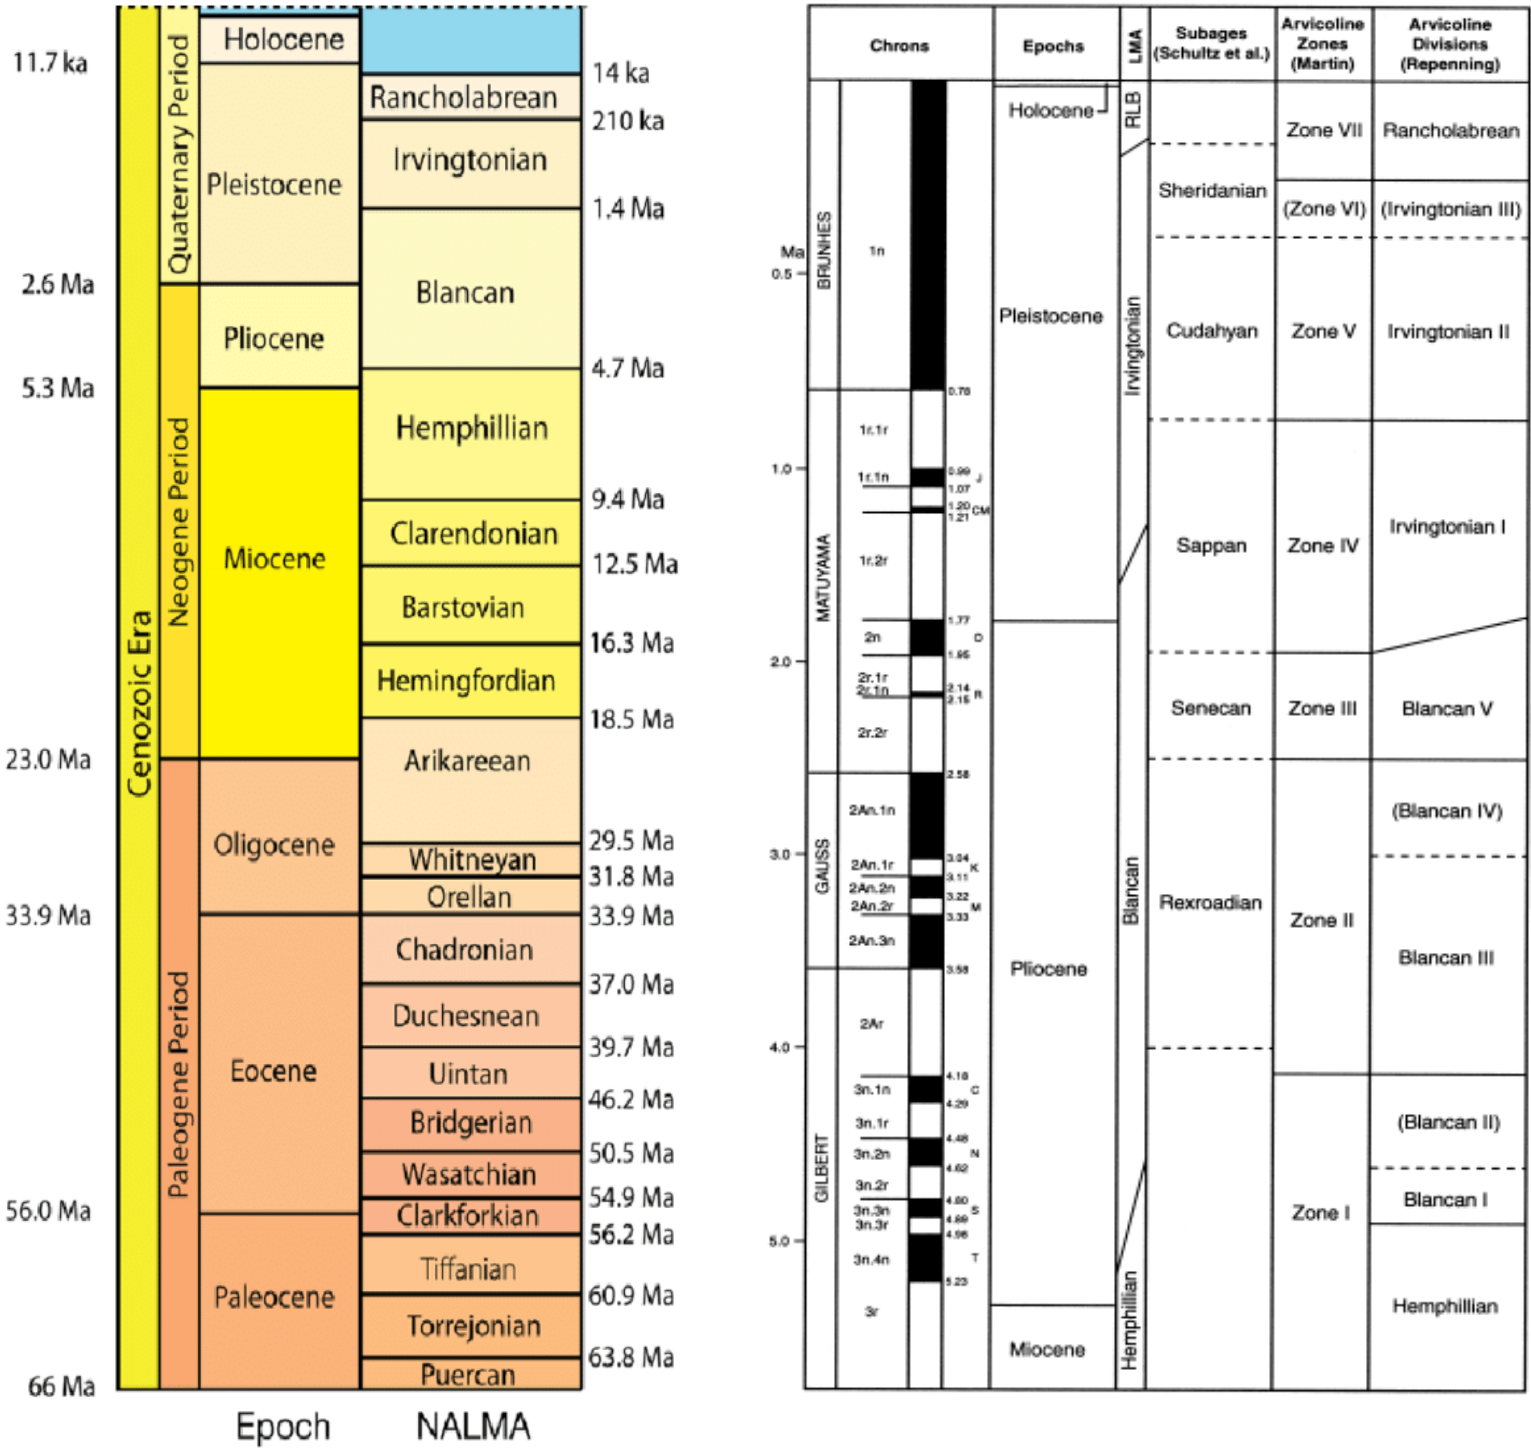 11.7 ka
2.6 Ma
5.3 Ma
23.0 Ma
33.9 Ma
56.0 Ma
66 Ma
Cenozoic Era
Quaternary Period
Neogene Period
Paleogene Period
Holocene
Pleistocene
Pliocene
Miocene
Oligocene
Eocene
Paleocene
Epoch
Rancholabrean
Irvingtonian
Blancan
Hemphillian
Clarendonian
Barstovian
Hemingfordian
Arikareean
Whitneyan
Orellan
Chadronian
Duchesnean
Uintan
Bridgerian
Wasatchian
Clarkforkian
Tiffanian
Torrejonian
Puercan
NALMA
14 ka
210 ka
1.4 Ma
4.7 Ma
9.4 Ma
12.5 Ma
16.3 Ma
18.5 Ma
29.5 Ma
31.8 Ma
33.9 Ma
37.0 Ma
39.7 Ma
46.2 Ma
50.5 Ma
54.9 Ma
56.2 Ma
60.9 Ma
63.8 Ma
Chrons
Epochs
LMA
Subages
(Schultz et al.)
Arvicoline
Zones
(Martin)
Arvicoline
Divisions
(Repenning)
Ma
0.5
1.0
2.0
3.0
4.0
5.0
BRUNHES
MATUYAMA
GAUSS
GILBERT
1n
1r.1r
1r.1n
1r.2r
2n
2r.1r
2r.1n
2r.2r
2An.1n
2An.1r
2An.2n
2An.2r
2An.3n
2Ar
3n.1n
3n.1r
3n.2n
3n.2r
3n.3n
3n.3r
3n.4n
3r
0.78
0.99
J
1.07
1.20
CM
1.21
1.77
O
1.95
2.14
R
2.15
2.58
3.04
K
3.11
3.22
M
3.33
3.58
4.18
C
4.29
4.48
N
4.62
4.80
S
4.89
4.98
T
5.23
Holocene
Pleistocene
Pliocene
Miocene
RLB
Irvingtonian
Blancan
Hemphillian
Sheridanian
Cudahyan
Sappan
Senecan
Rexroadian
Zone VII
(Zone VI)
Zone V
Zone IV
Zone III
Zone II
Zone I
Rancholabrean
(Irvingtonian III)
Irvingtonian II
Irvingtonian I
Blancan V
(Blancan IV)
Blancan III
(Blancan II)
Blancan I
Hemphillian